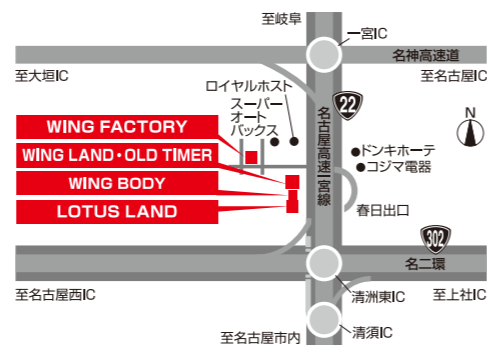 至岐阜
一宮IC
名神高速道
至大垣IC
至名古屋IC
ロイヤルホスト
スーパー
オート
バックス
22
N
名古屋高速一宮線
WING FACTORY
WING LAND・OLD TIMER
WING BODY
LOTUS LAND
ドンキホーテ
コジマ電器
春日出口
302
名二環
至名古屋西IC
清洲東IC
至上社IC
至名古屋市内
清須IC